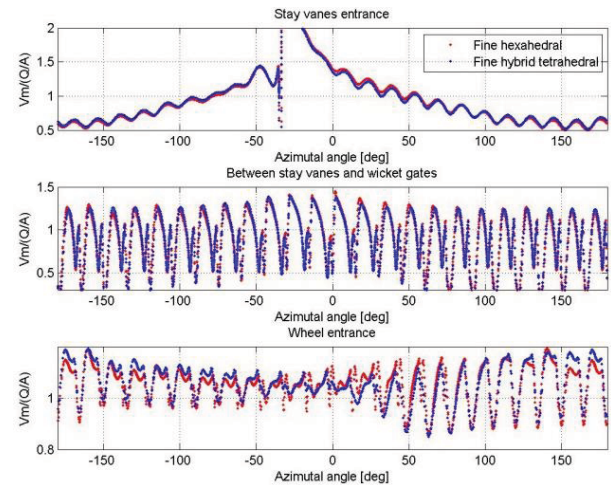 Stay vanes entrance
2
1.5
1
0.5
Vm/(Q/A)
Fine hexahedral
Fine hybrid tetrahedral
-150 -100 -50 0 50 100 150
Azimutal angle [deg]
Between stay vanes and wicket gates
1.5
1
0.5
Vm/(Q/A)
-150 -100 -50 0 50 100 150
Azimutal angle [deg]
Wheel entrance
1
0.8
Vm/(Q/A)
-150 -100 -50 0 50 100 150
Azimutal angle [deg]